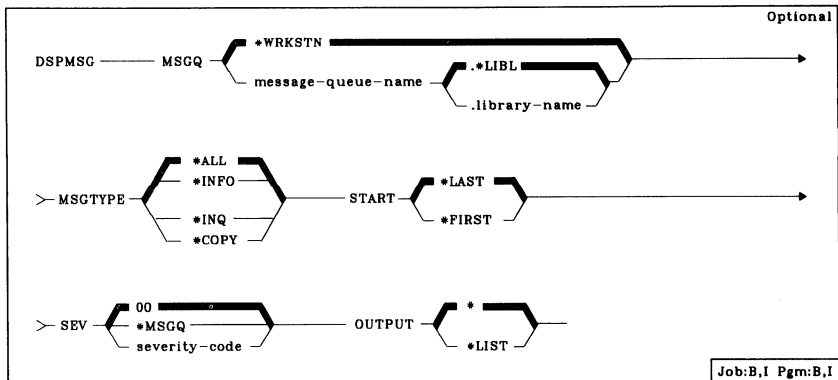 Optional
*WRKSTN
DSPMSG MSGQ .*LIBL
message-queue-name
.library-name
*ALL
*INFO *LAST
MSGTYPE START
*INQ *FIRST
*COPY
00 *
SEV *MSGQ OUTPUT
severity-code *LIST
Job:B,I Pgm:B,I